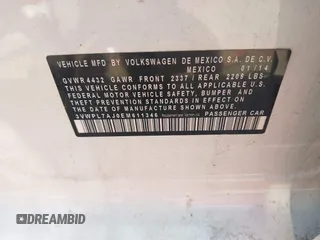 VEHICLE MFD BY VOLKSWAGEN DE MEXICO S.A. DE C.V.
MEXICO 01/14
GVWR 4432 GAWR FRONT 2337/REAR 2209 LBS
THIS VEHICLE CONFORMS TO ALL APPLICABLE U.S.
FEDERAL MOTOR VEHICLE SAFETY, BUMPER AND
THEFT PREVENTION STANDARDS IN EFFECT ON THE
DATE OF MANUFACTURE SHOWN ABOVE.
3VWPL7AJ6EM611346 PASSENGER CAR
DREAMBID